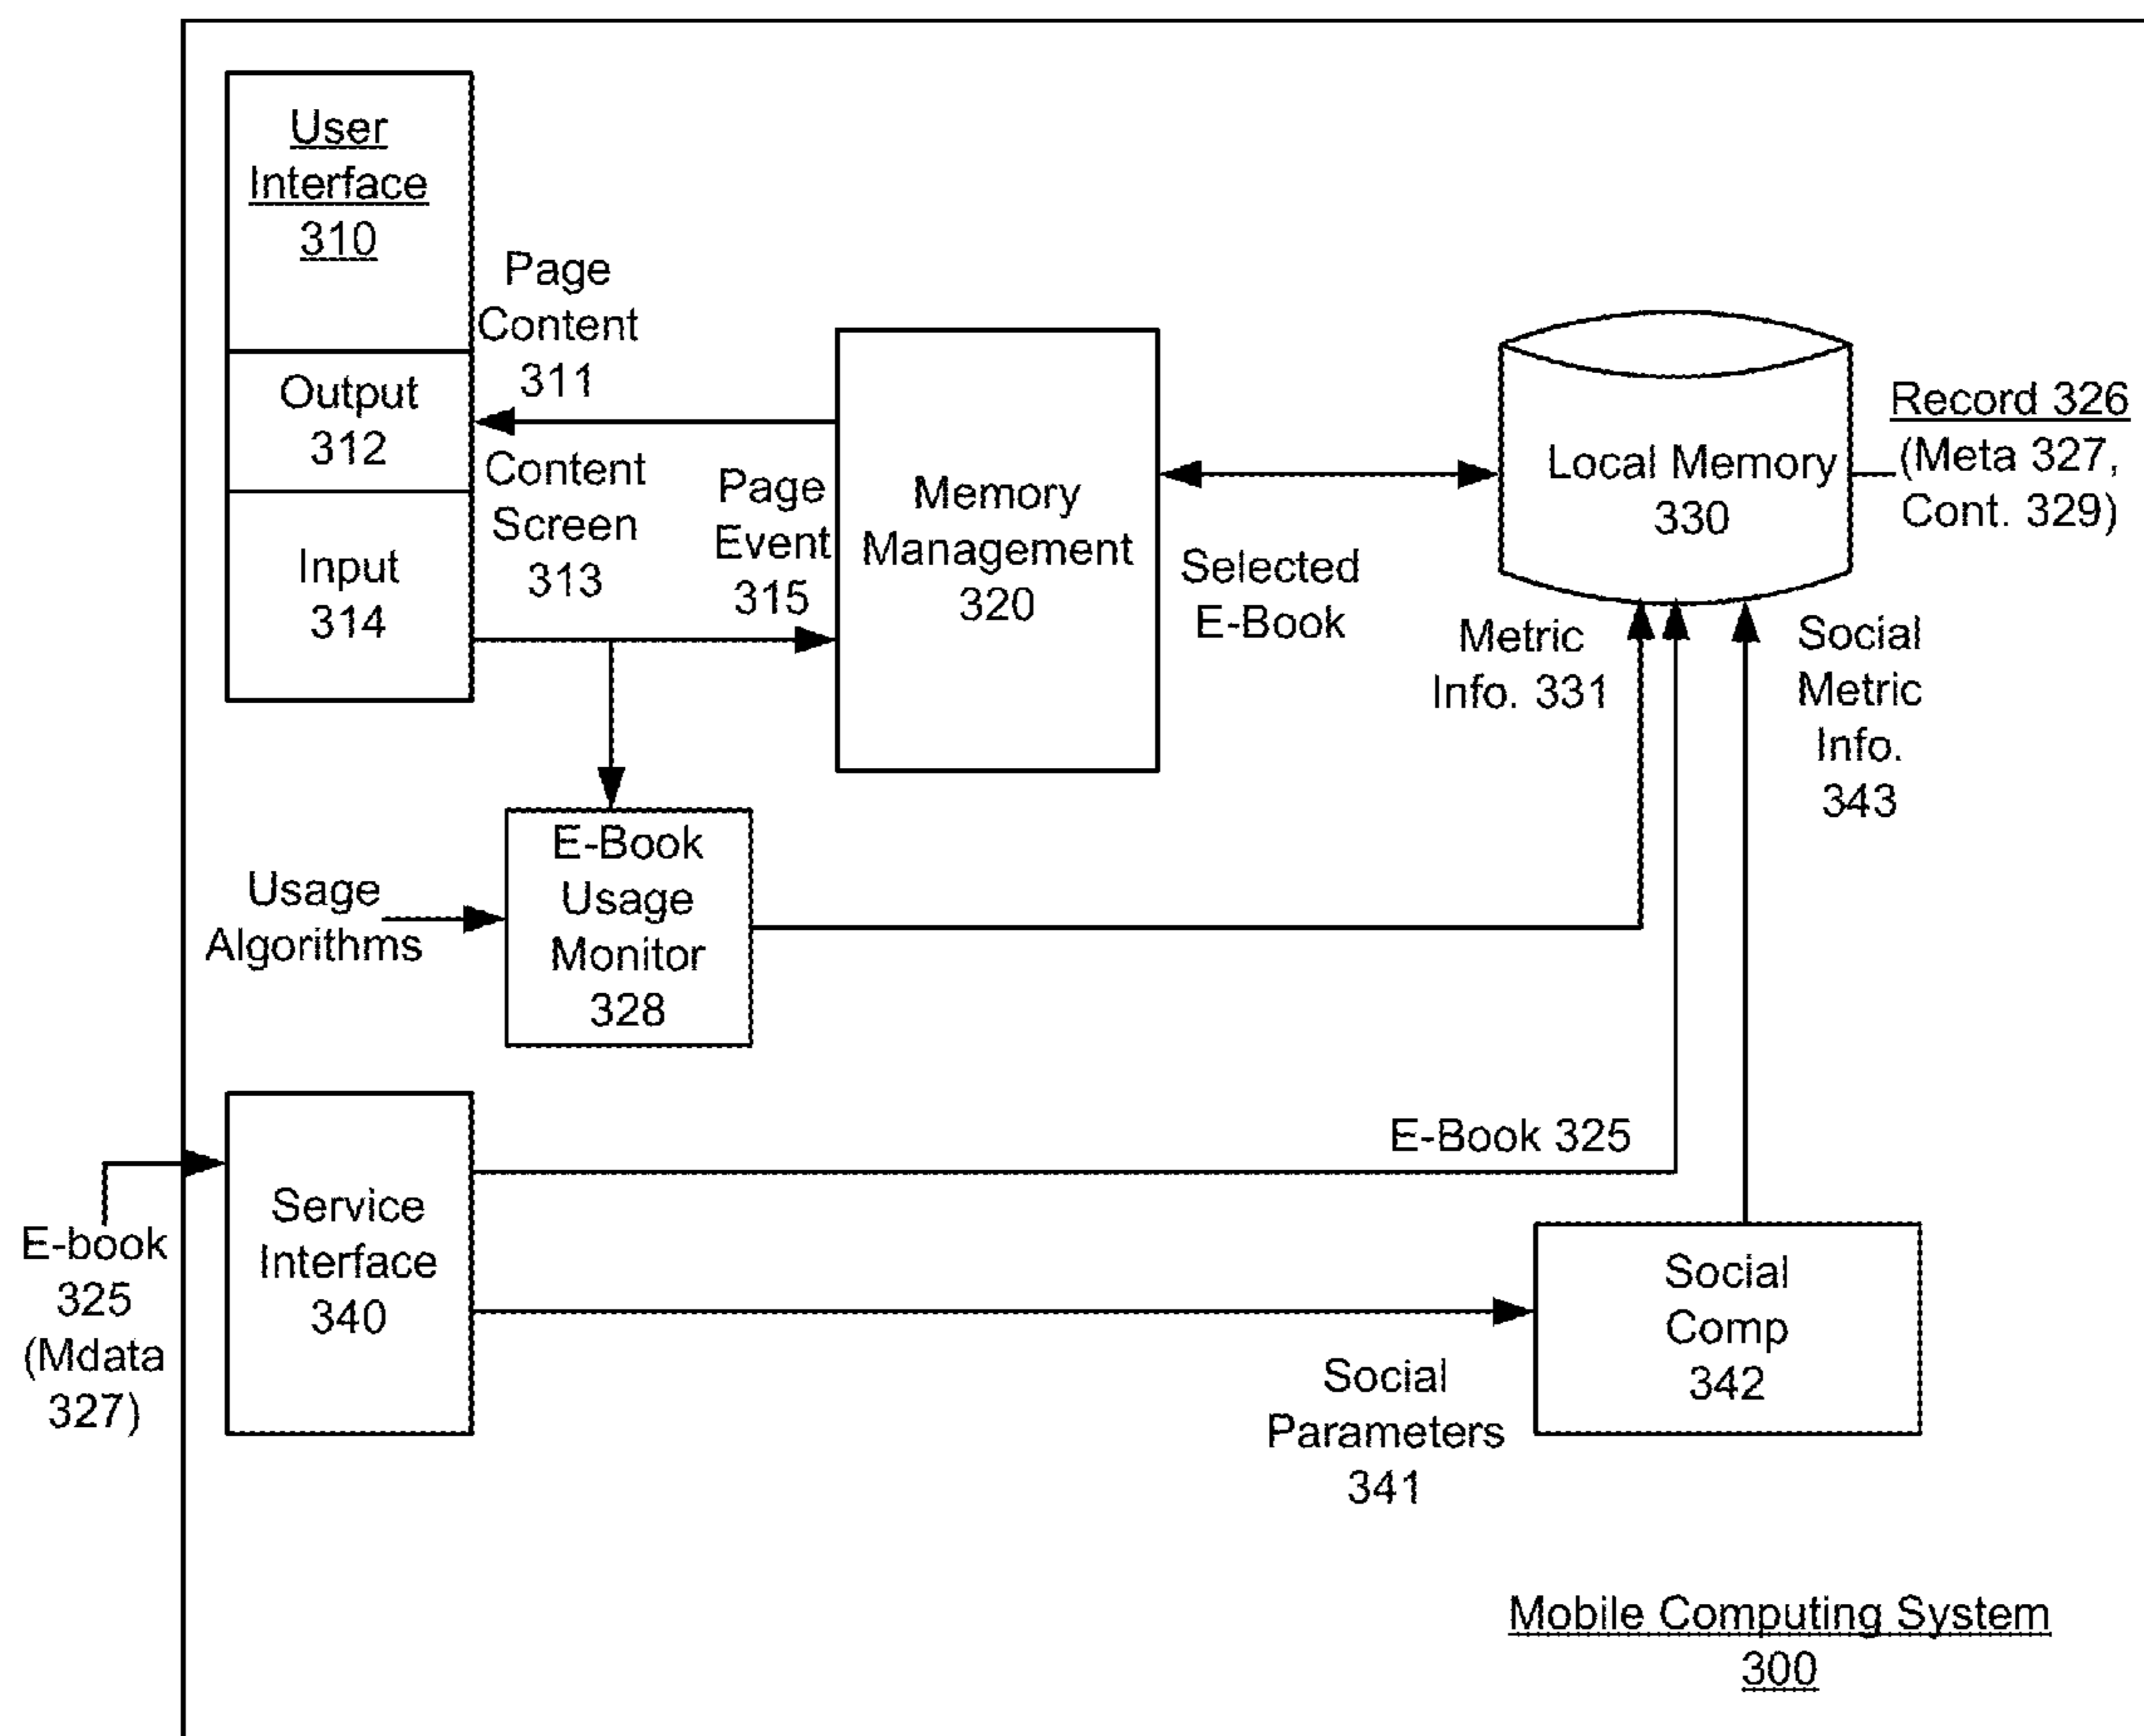 User
Interface
310
Page
Content
311
Output
312
Content
Screen
313
Page
Event
315
Input
314
Memory
Management
320
Selected
E-Book
Local Memory
330
Record 326
(Meta 327,
Cont. 329)
Metric
Info. 331
Social
Metric
Info.
343
Usage
Algorithms
E-Book
Usage
Monitor
328
E-book
325
(Mdata
327)
Service
Interface
340
E-Book 325
Social
Parameters
341
Social
Comp
342
Mobile Computing System
300